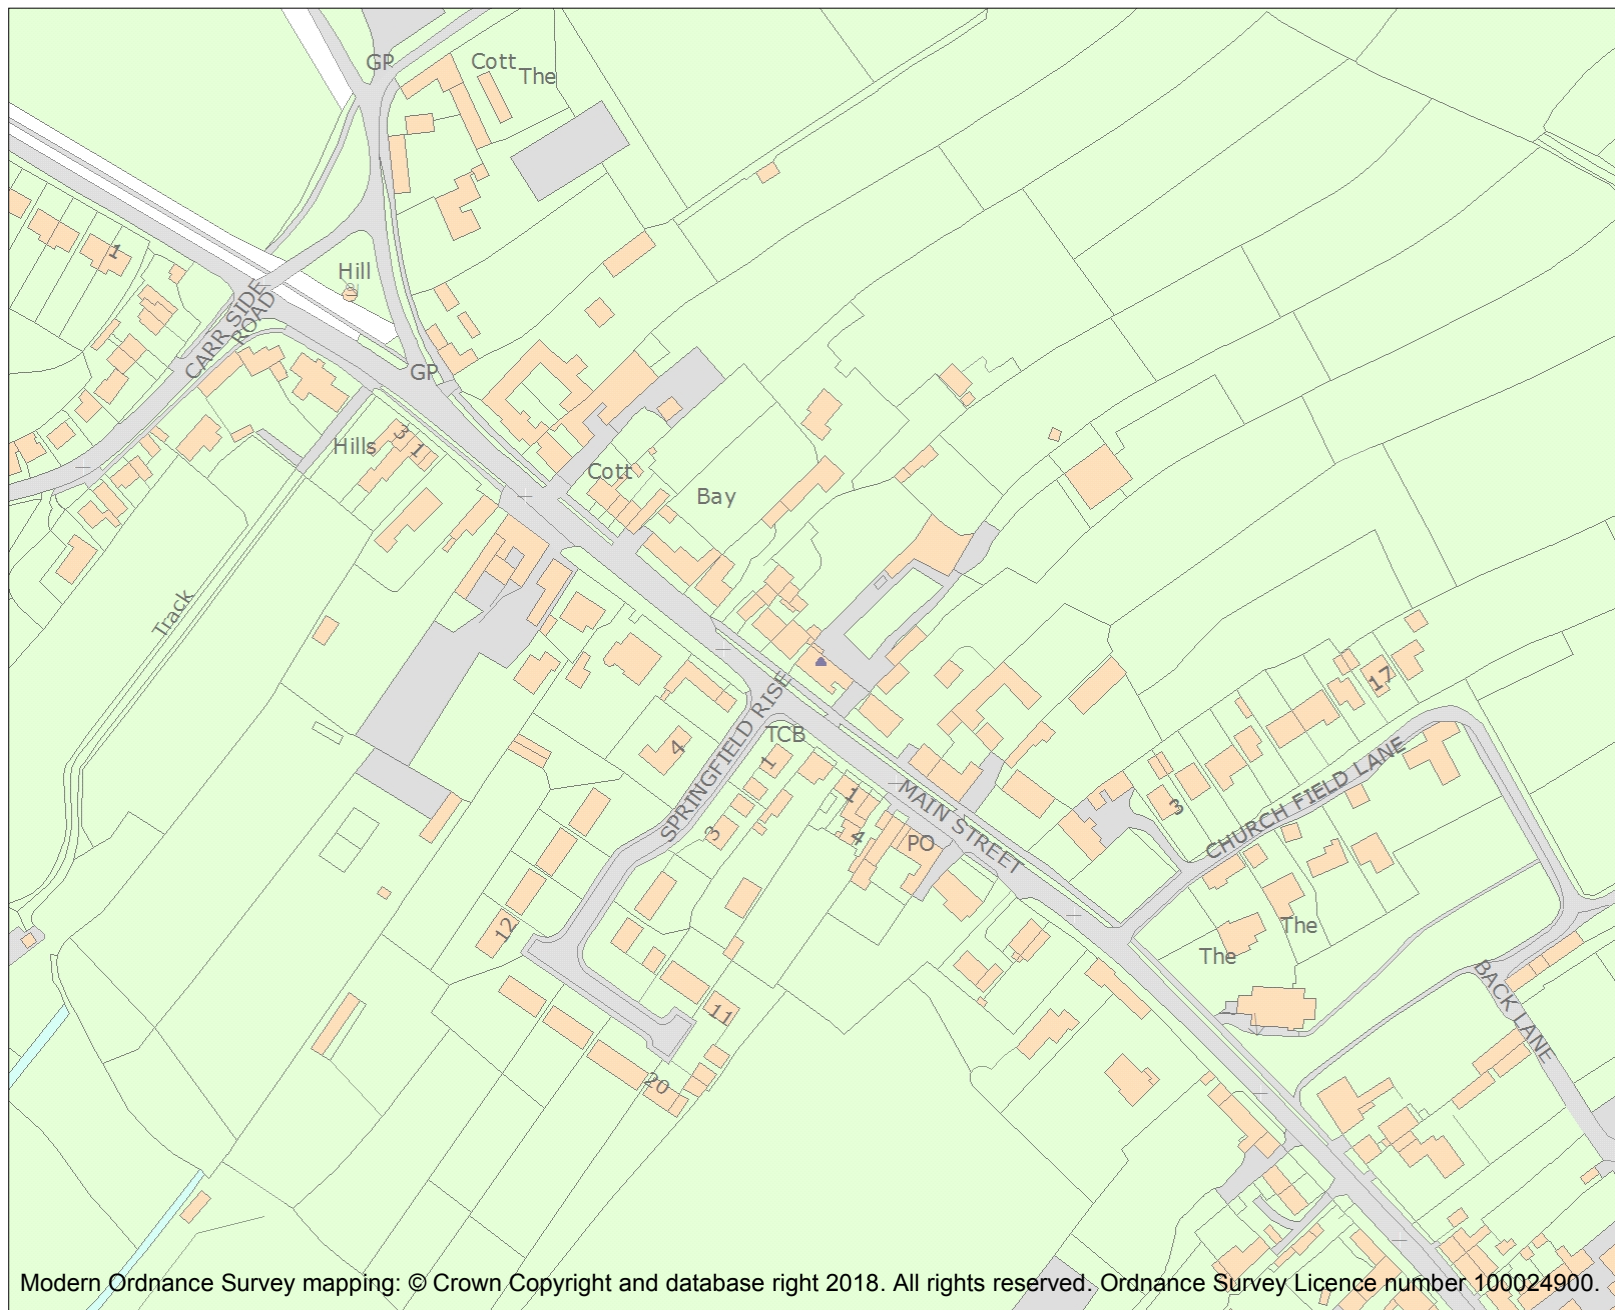 GP
Cott
The
1
Hill
CARR SIDE
ROAD
GP
Hills
3
1
Cott
Bay
Track
17
SPRINGFIELD RISE
TCB
4
1
3
1
4
PO
MAIN STREET
3
CHURCH FIELD LANE
12
The
The
BACK LANE
11
20
Modern Ordnance Survey mapping: © Crown Copyright and database right 2018. All rights reserved. Ordnance Survey Licence number 100024900.